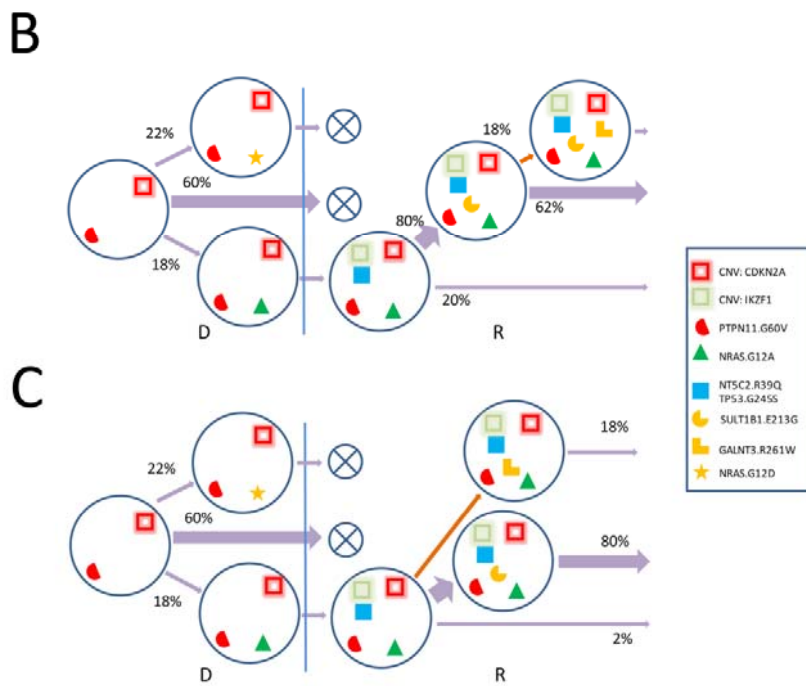 B
22%
60%
18%
80%
18%
62%
20%
D
R
CNV: CDKN2A
CNV: IKZF1
PTPN11.G60V
NRAS.G12A
NT5C2.R39Q
TP53.G245S
SULT1B1.E213G
GALNT3.R261W
NRAS.G12D
C
22%
60%
18%
18%
80%
2%
D
R